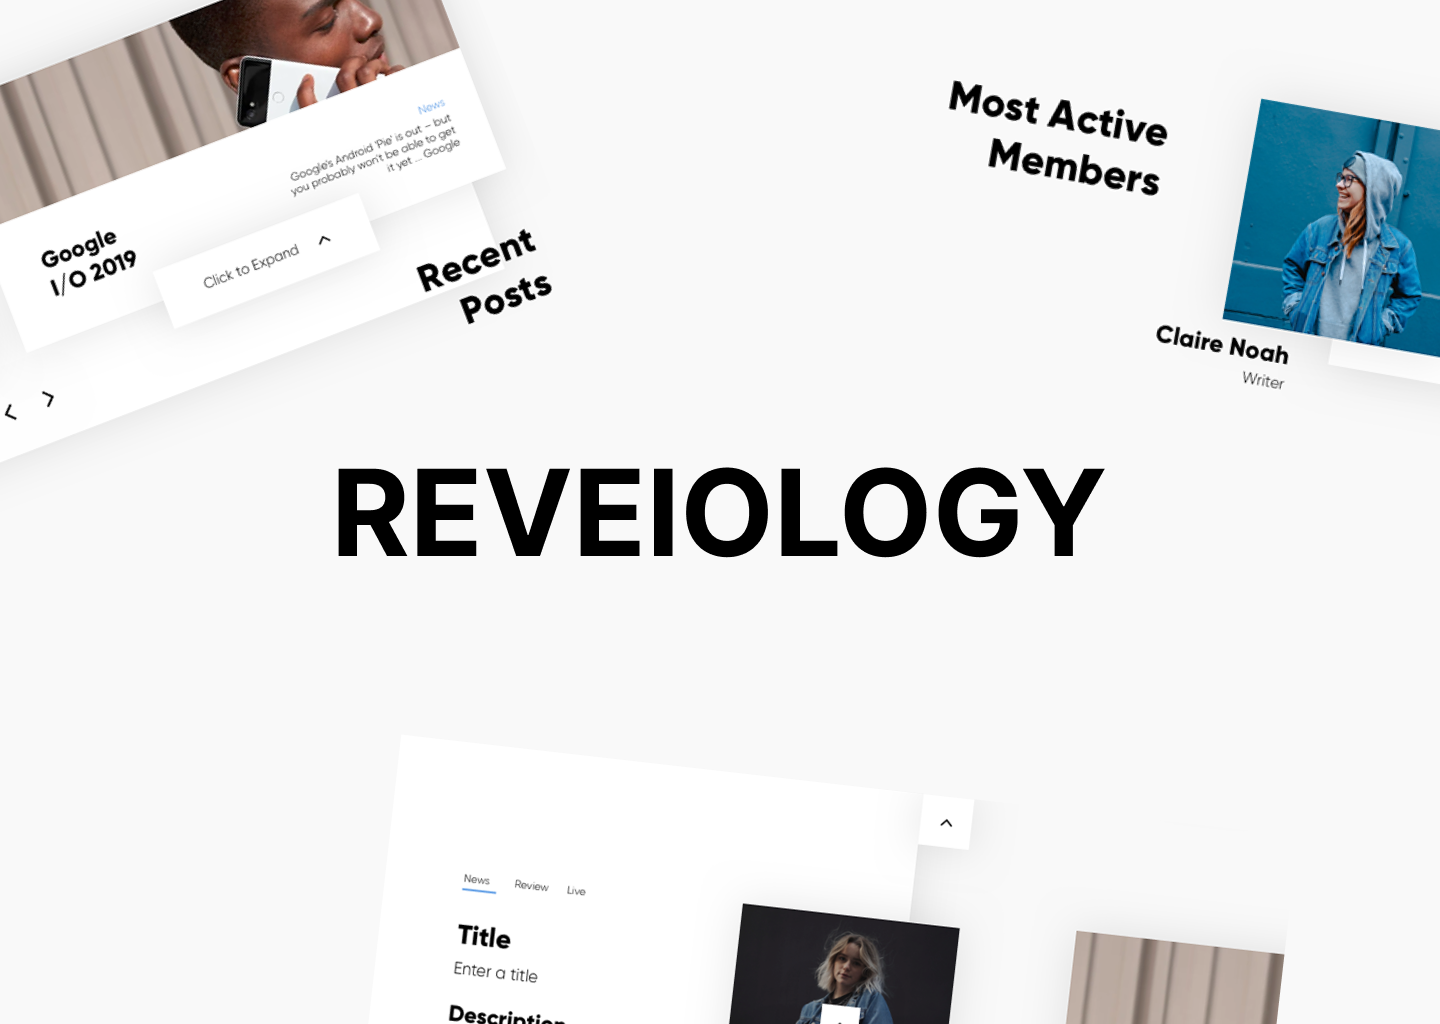 News
Google's Android 'Pie' is out – but
you probably won't be able to get
it yet ... Google
Google
I/O 2019
Click to Expand
Recent
Posts
Most Active
Members
Claire Noah
Writer
REVEIOLOGY
News Review Live
Title
Enter a title
Description